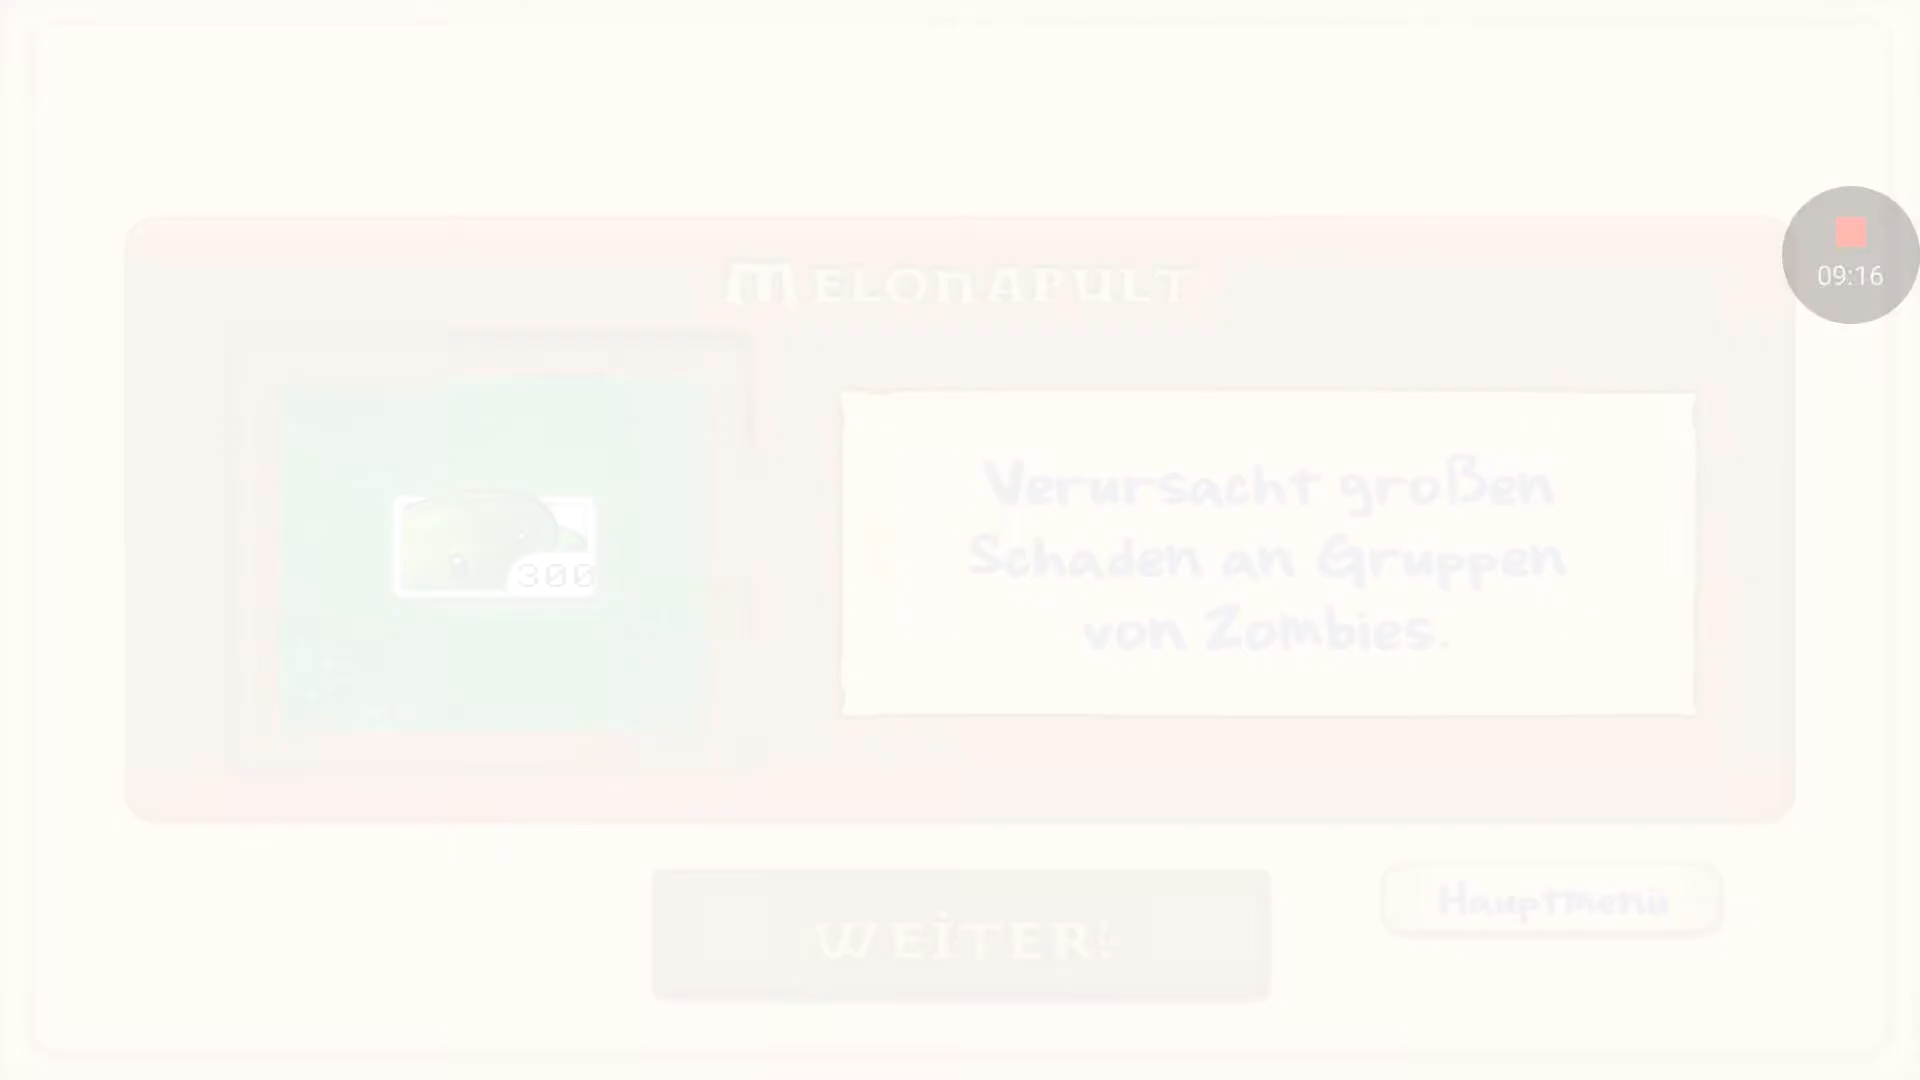 MELONAPULT
09:16
300
Verursacht großen
Schaden an Gruppen
von Zombies.
WEITER!
Hauptmenü